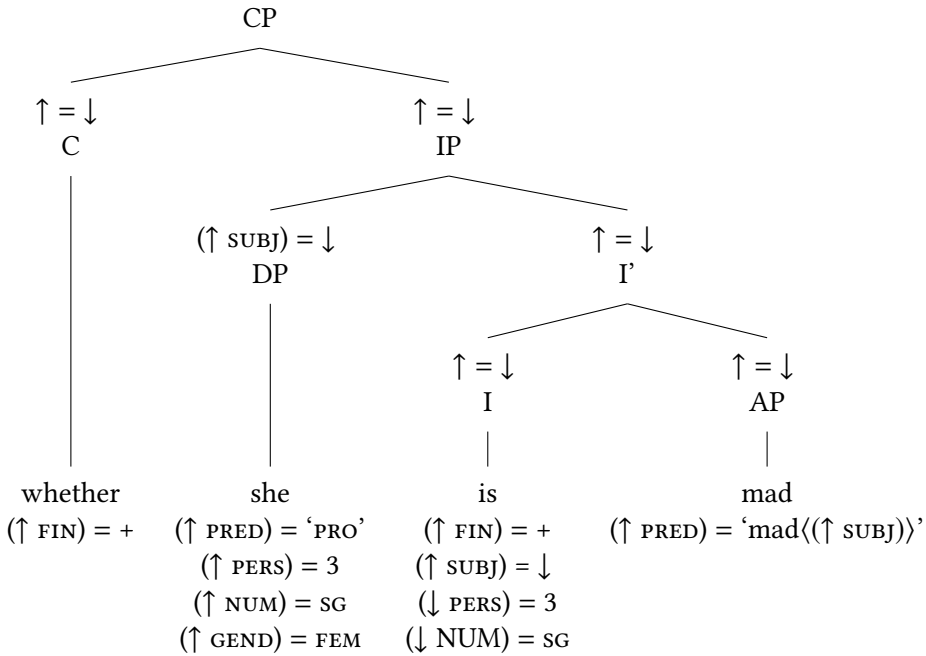 CP
↑ = ↓ ↑ = ↓
C IP
(↑ SUBJ) = ↓ ↑ = ↓
DP I’
↑ = ↓ ↑ = ↓
I AP
whether she is mad
(↑ FIN) = + (↑ PRED) = ‘PRO’ (↑ FIN) = + (↑ PRED) = ‘mad⟨(↑ SUBJ)⟩’
(↑ PERS) = 3 (↑ SUBJ) = ↓
(↑ NUM) = SG (↓ PERS) = 3
(↑ GEND) = FEM (↓ NUM) = SG